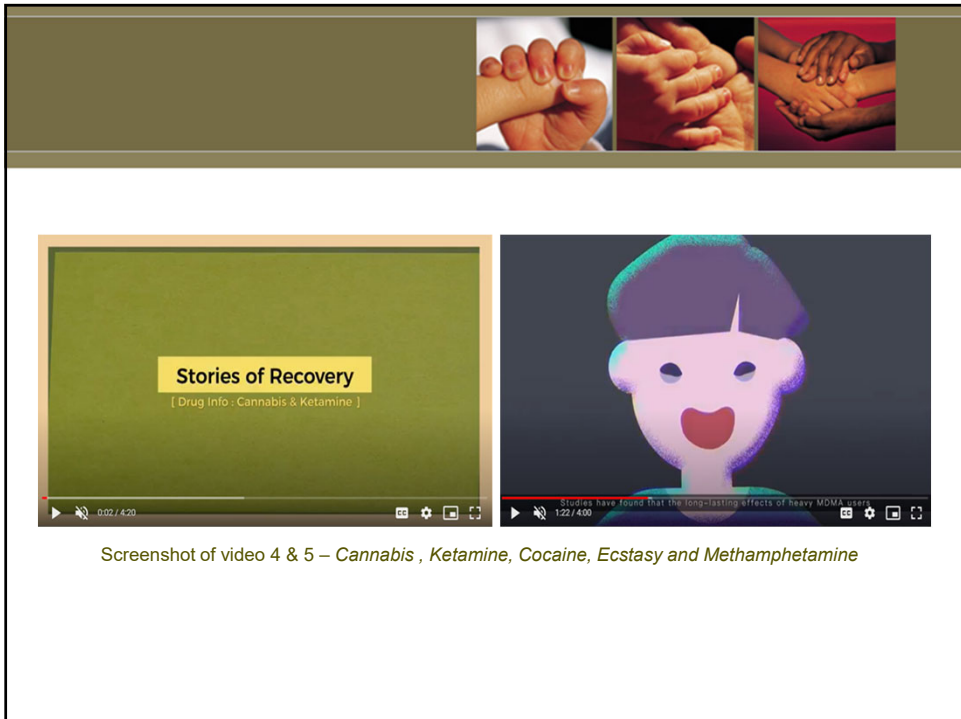 Stories of Recovery
[ Drug Info : Cannabis & Ketamine ]
0:02 / 4:20
CC
Studies have found that the long-lasting effects of heavy MDMA users
1:22 / 4:00
CC
Screenshot of video 4 & 5 – Cannabis , Ketamine, Cocaine, Ecstasy and Methamphetamine